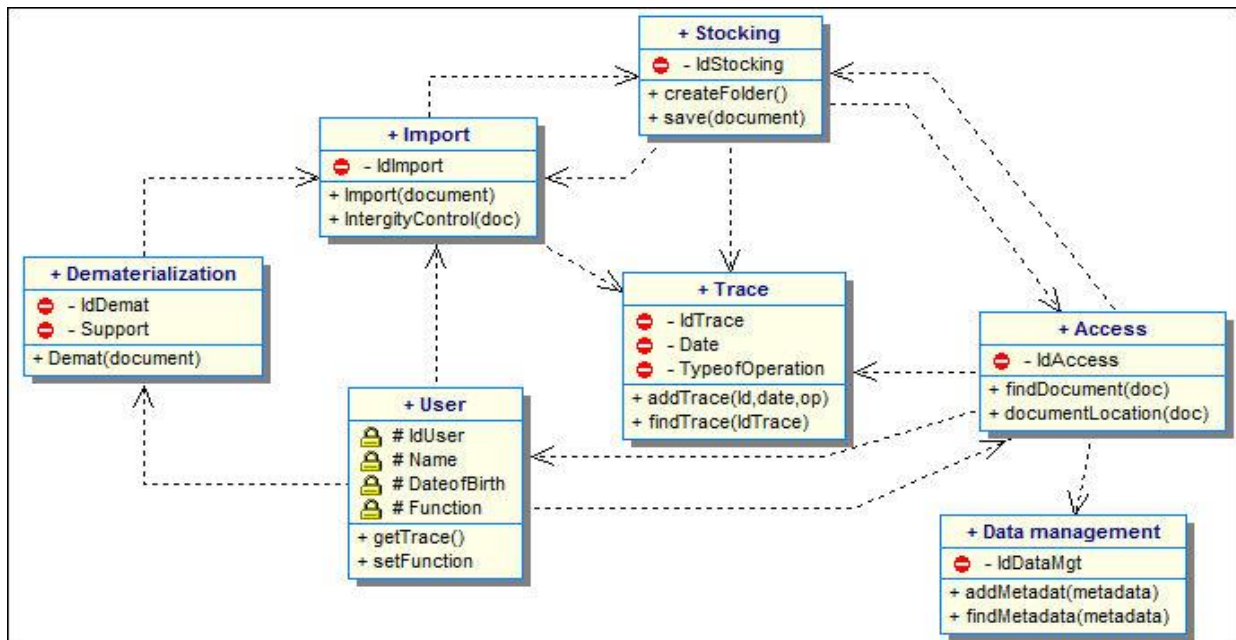 + Stocking
- IdStocking
+ createFolder()
+ save(document)
+ Import
- IdImport
+ Import(document)
+ IntergityControl(doc)
+ Dematerialization
- IdDemat
- Support
+ Demat(document)
+ Trace
- IdTrace
- Date
- TypeofOperation
+ addTrace(Id,date,op)
+ findTrace(IdTrace)
+ Access
- IdAccess
+ findDocument(doc)
+ documentLocation(doc)
+ User
# IdUser
# Name
# DateofBirth
# Function
+ getTrace()
+ setFunction
+ Data management
- IdDataMgt
+ addMetadat(metadata)
+ findMetadata(metadata)